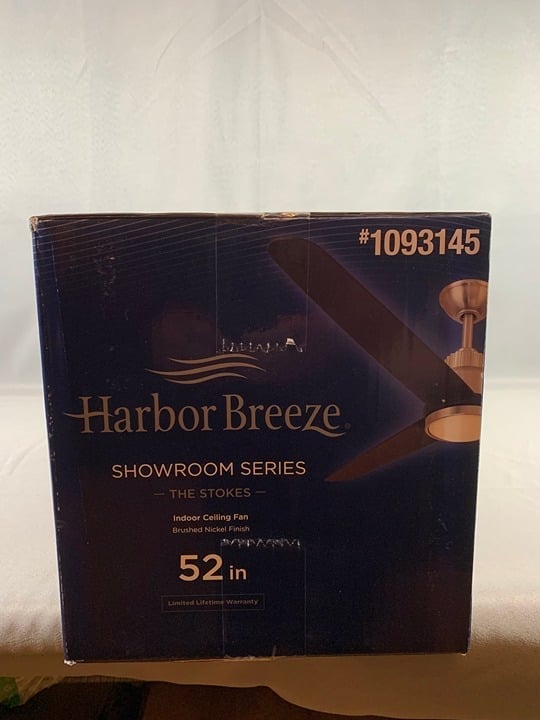 #1093145
Harbor Breeze®
SHOWROOM SERIES
— THE STOKES —
Indoor Ceiling Fan
Brushed Nickel Finish
52 in
Limited Lifetime Warranty